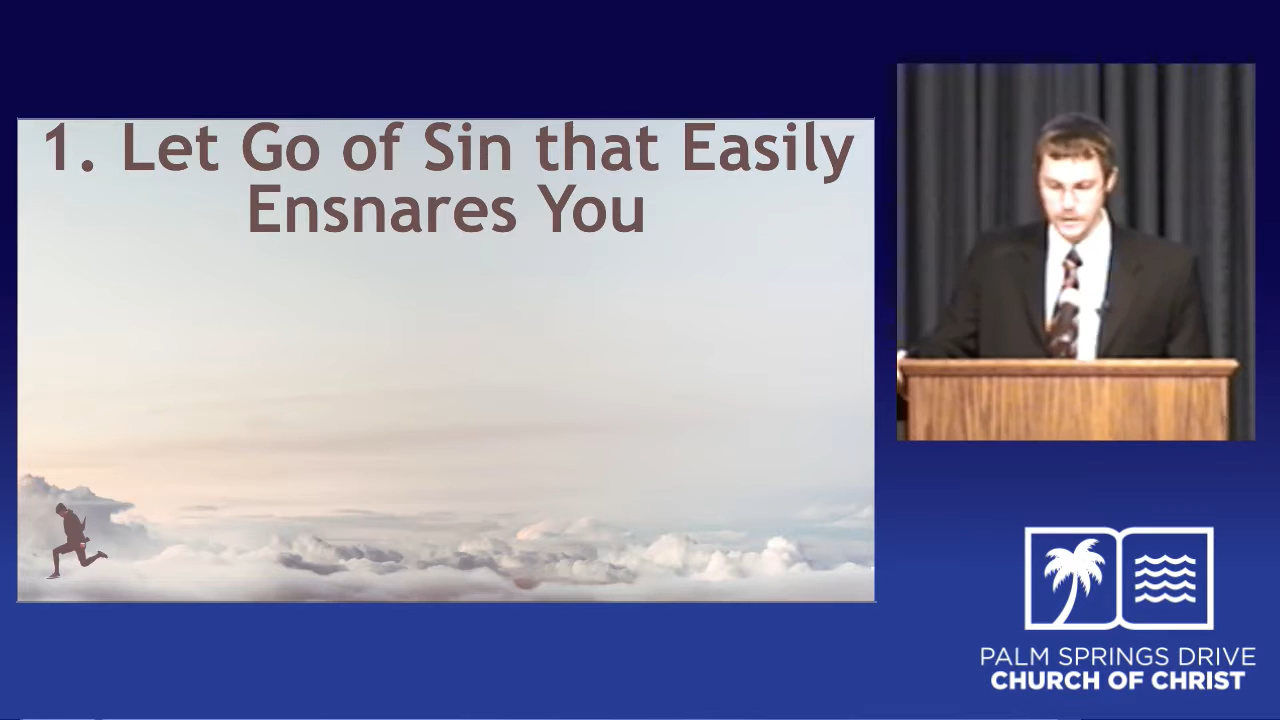 1. Let Go of Sin that Easily
Ensnares You
PALM SPRINGS DRIVE
CHURCH OF CHRIST